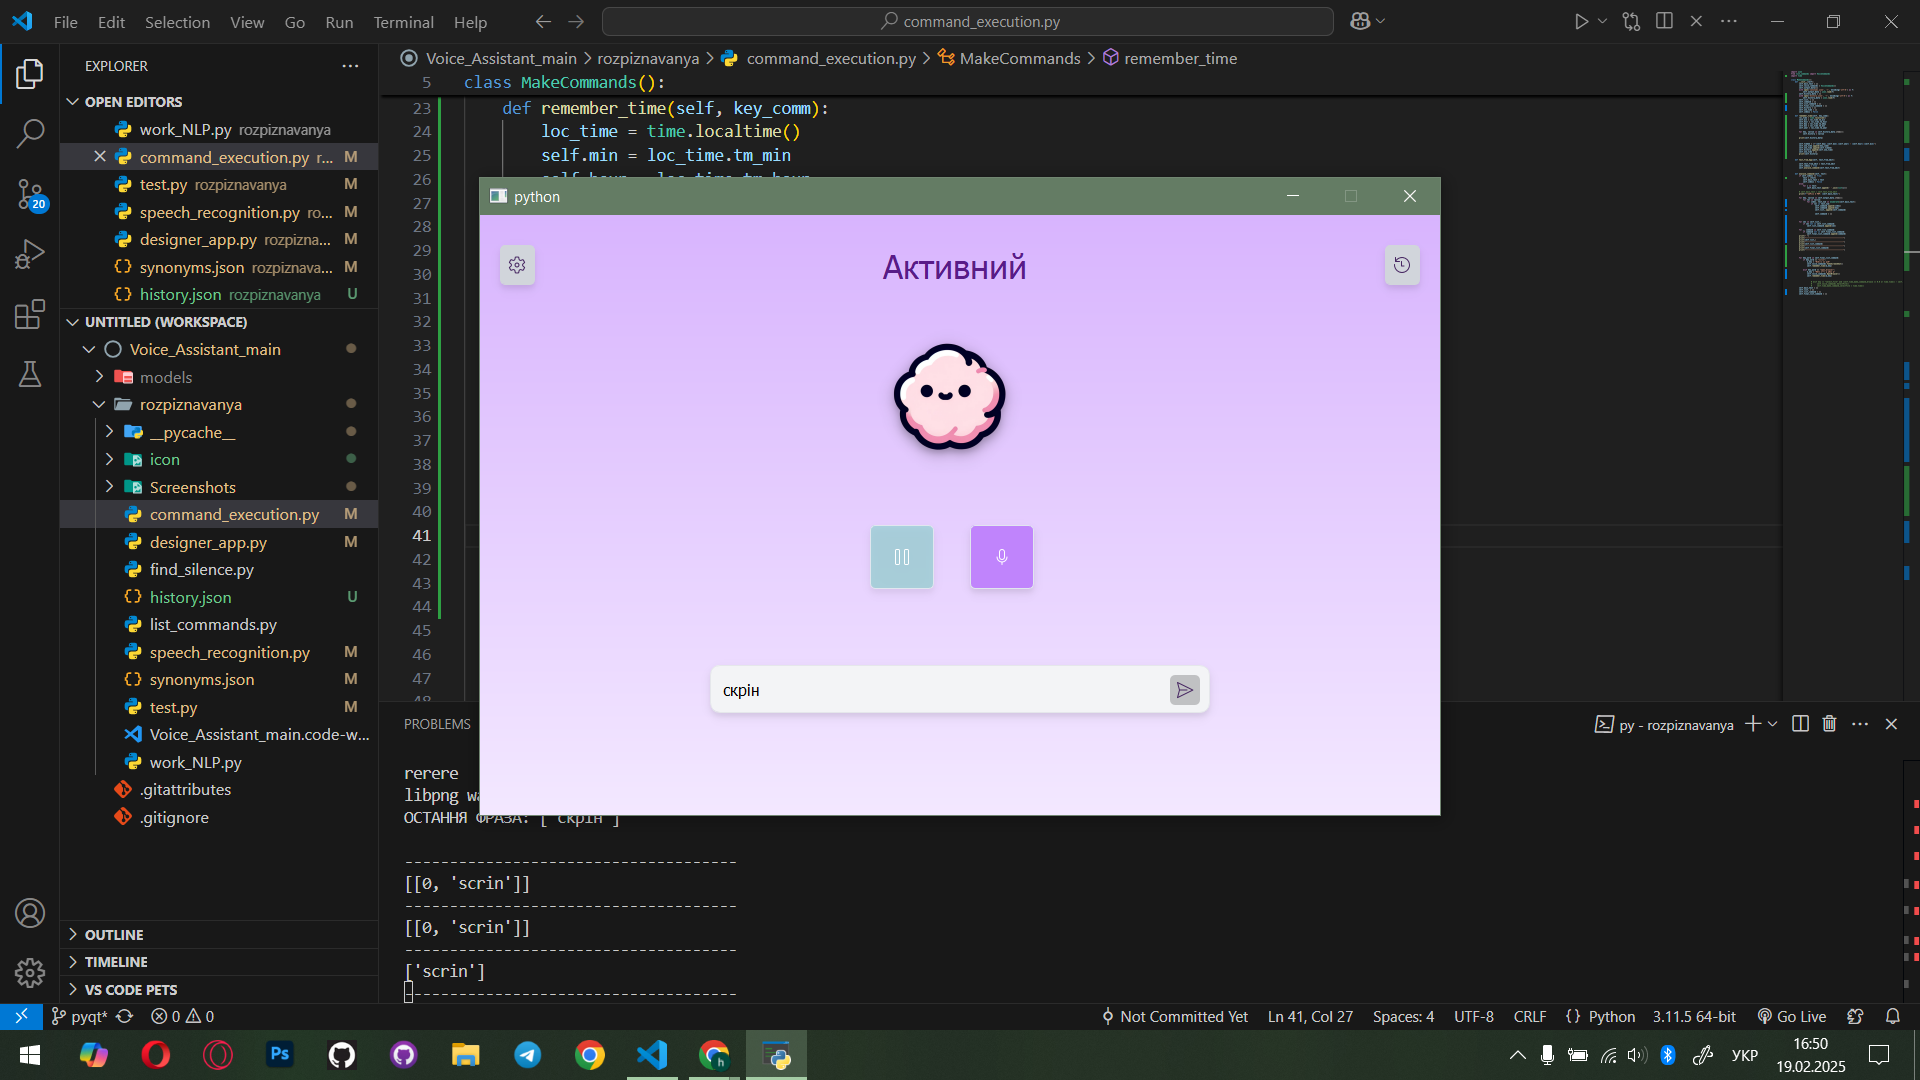 File Edit Selection View Go Run Terminal Help
command_execution.py
EXPLORER
OPEN EDITORS
work_NLP.py rozpiznavanya
command_execution.py r... M
test.py rozpiznavanya M
speech_recognition.py ro... M
designer_app.py rozpizna... M
synonyms.json rozpiznava... M
history.json rozpiznavanya U
20
UNTITLED (WORKSPACE)
Voice_Assistant_main
models
rozpiznavanya
__pycache__
icon
Screenshots
command_execution.py M
designer_app.py M
find_silence.py
history.json U
list_commands.py
speech_recognition.py M
synonyms.json M
test.py M
Voice_Assistant_main.code-w...
work_NLP.py
.gitattributes
.gitignore
OUTLINE
TIMELINE
VS CODE PETS
Voice_Assistant_main > rozpiznavanya > command_execution.py > MakeCommands > remember_time
5 class MakeCommands():
23 def remember_time(self, key_comm):
24 loc_time = time.localtime()
25 self.min = loc_time.tm_min
26
27
28
29
30
31
32
33
34
35
36
37
38
39
40
41
42
43
44
45
46
47
48
python
Активний
скрін
PROBLEMS
py - rozpiznavanya
rerere
libpng
ОСТАННЯ ФРАЗА: ['скрін']
------------------------------------
[[0, 'scrin']]
------------------------------------
[[0, 'scrin']]
------------------------------------
['scrin']
------------------------------------
pyqt* 0 0
Not Committed Yet Ln 41, Col 27 Spaces: 4 UTF-8 CRLF {} Python 3.11.5 64-bit Go Live
Ps
h
УКР
16:50
19.02.2025